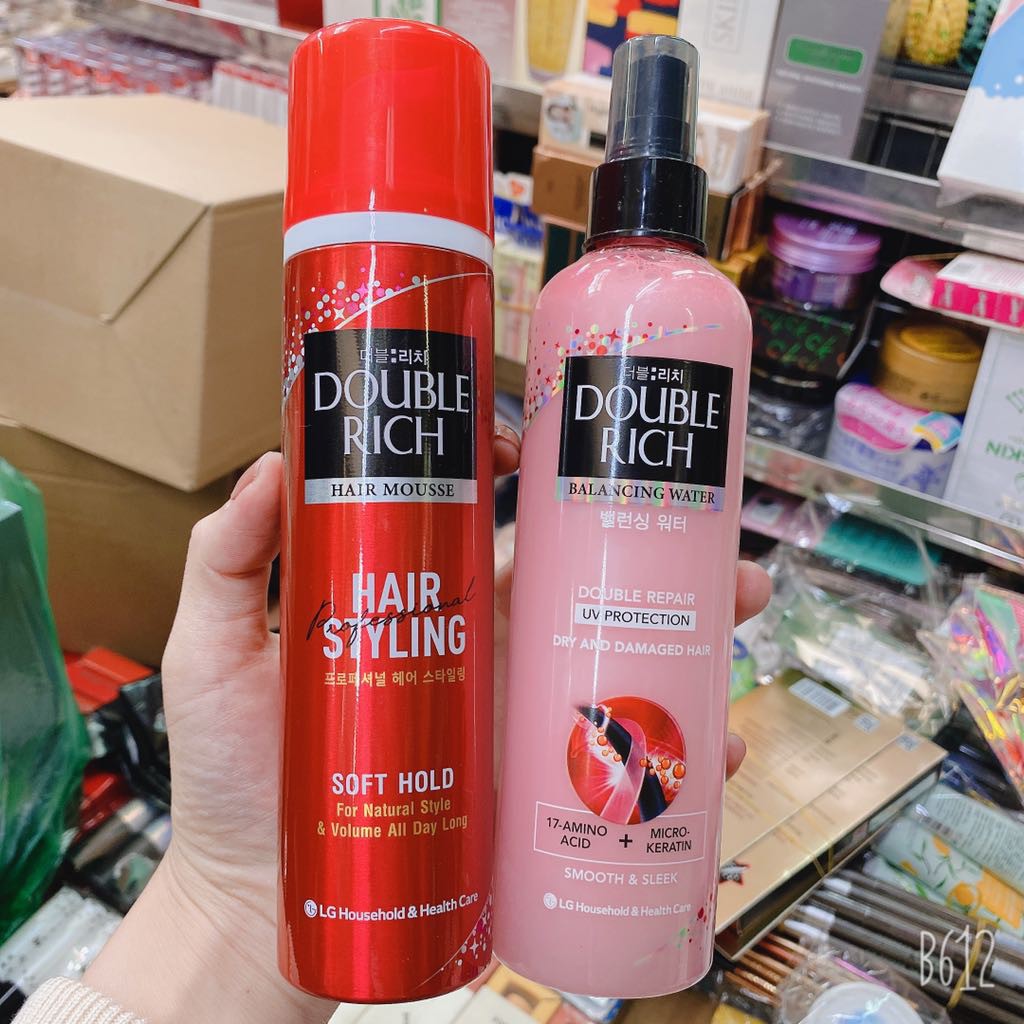 더블:리치
DOUBLE
RICH
HAIR MOUSSE
HAIR
Professional
STYLING
프로페셔널 헤어 스타일링
SOFT HOLD
For Natural Style
& Volume All Day Long
LG Household & Health Care
더블:리치
DOUBLE
RICH
BALANCING WATER
밸런싱 워터
DOUBLE REPAIR
UV PROTECTION
DRY AND DAMAGED HAIR
17-AMINO
ACID
+
MICRO-
KERATIN
SMOOTH & SLEEK
LG Household & Health Care
B612